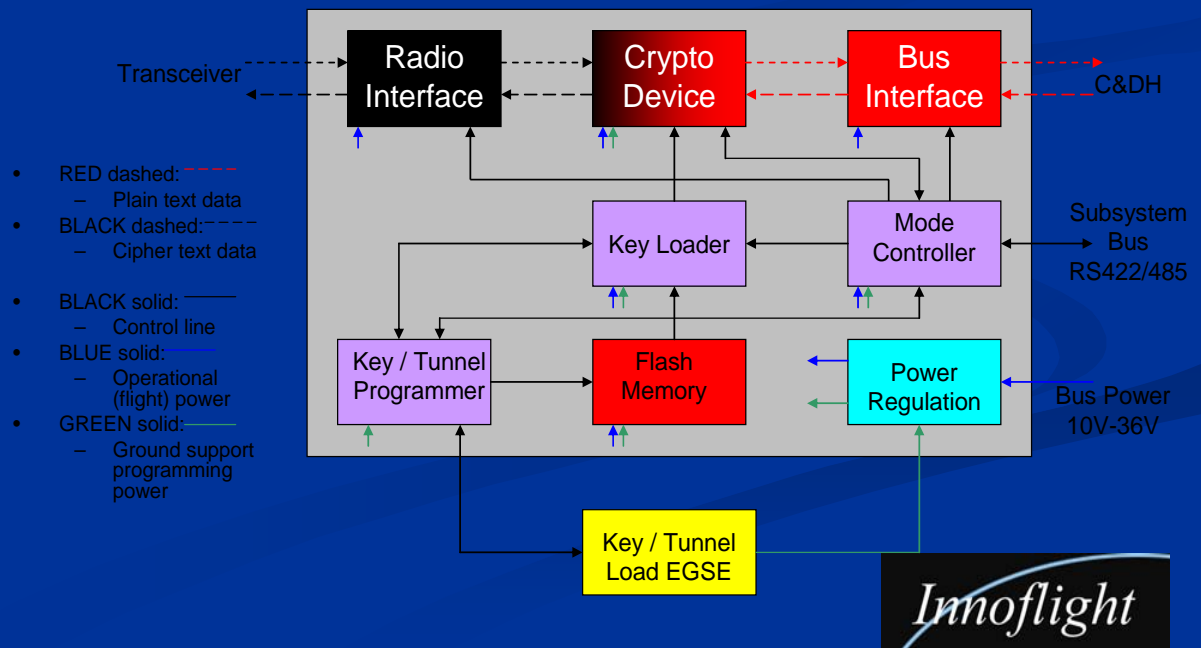 Transceiver
Radio
Interface
Crypto
Device
Bus
Interface
C&DH
• RED dashed:
– Plain text data
• BLACK dashed:
– Cipher text data
• BLACK solid:
– Control line
• BLUE solid:
– Operational
(flight) power
• GREEN solid:
– Ground support
programming
power
Key Loader
Mode
Controller
Subsystem
Bus
RS422/485
Key / Tunnel
Programmer
Flash
Memory
Power
Regulation
Bus Power
10V-36V
Key / Tunnel
Load EGSE
Innoflight